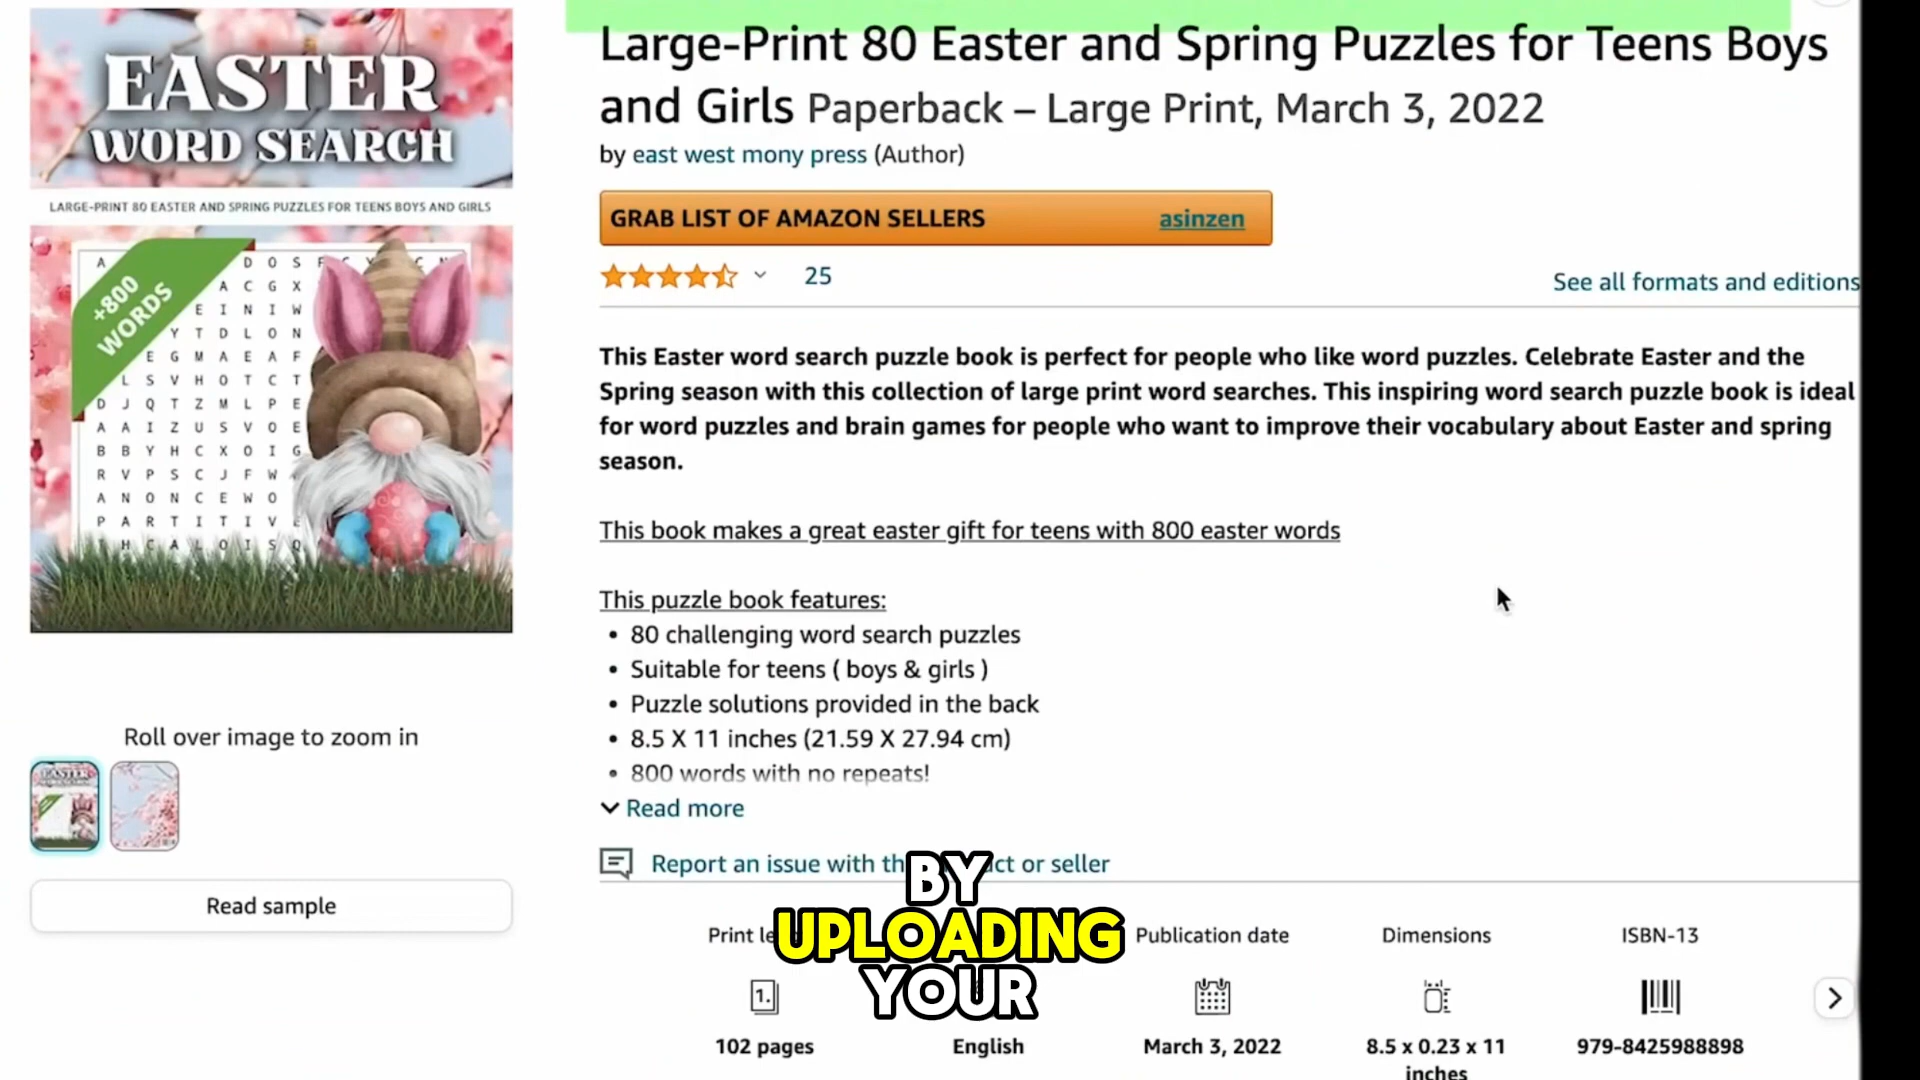 EASTER
WORD SEARCH
LARGE-PRINT 80 EASTER AND SPRING PUZZLES FOR TEENS BOYS AND GIRLS
+800
WORDS
A D O S F C Y C N
A C G X
E I N I W
Y T D L O N
E G M A E A F
L S V H O T C T
D J Q T Z M L P E
A A I Z U S V O E
B B Y H C X O I G
R V P S C J F W
A N O N C E W O
P A R T I T I V E
H C A L O I S Q
Roll over image to zoom in
Read sample
Large-Print 80 Easter and Spring Puzzles for Teens Boys
and Girls Paperback – Large Print, March 3, 2022
by east west mony press (Author)
GRAB LIST OF AMAZON SELLERS asinzen
25
See all formats and editions
This Easter word search puzzle book is perfect for people who like word puzzles. Celebrate Easter and the
Spring season with this collection of large print word searches. This inspiring word search puzzle book is ideal
for word puzzles and brain games for people who want to improve their vocabulary about Easter and spring
season.
This book makes a great easter gift for teens with 800 easter words
This puzzle book features:
• 80 challenging word search puzzles
• Suitable for teens ( boys & girls )
• Puzzle solutions provided in the back
• 8.5 X 11 inches (21.59 X 27.94 cm)
• 800 words with no repeats!
Read more
Report an issue with th ct or seller
BY
UPLOADING
YOUR
Print le Publication date Dimensions ISBN-13
1.
102 pages English March 3, 2022 8.5 x 0.23 x 11 979-8425988898
inches